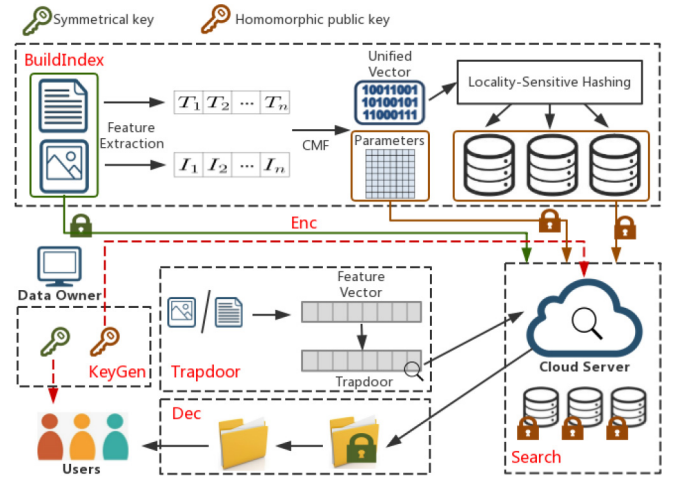 Symmetrical key
Homomorphic public key
BuildIndex
Feature
Extraction
T1 T2 ... Tn
I1 I2 ... In
CMF
Unified
Vector
10011001
10100101
11000111
Parameters
Locality-Sensitive Hashing
Enc
Data Owner
KeyGen
Users
Feature
Vector
Trapdoor
Trapdoor
Dec
Cloud Server
Search